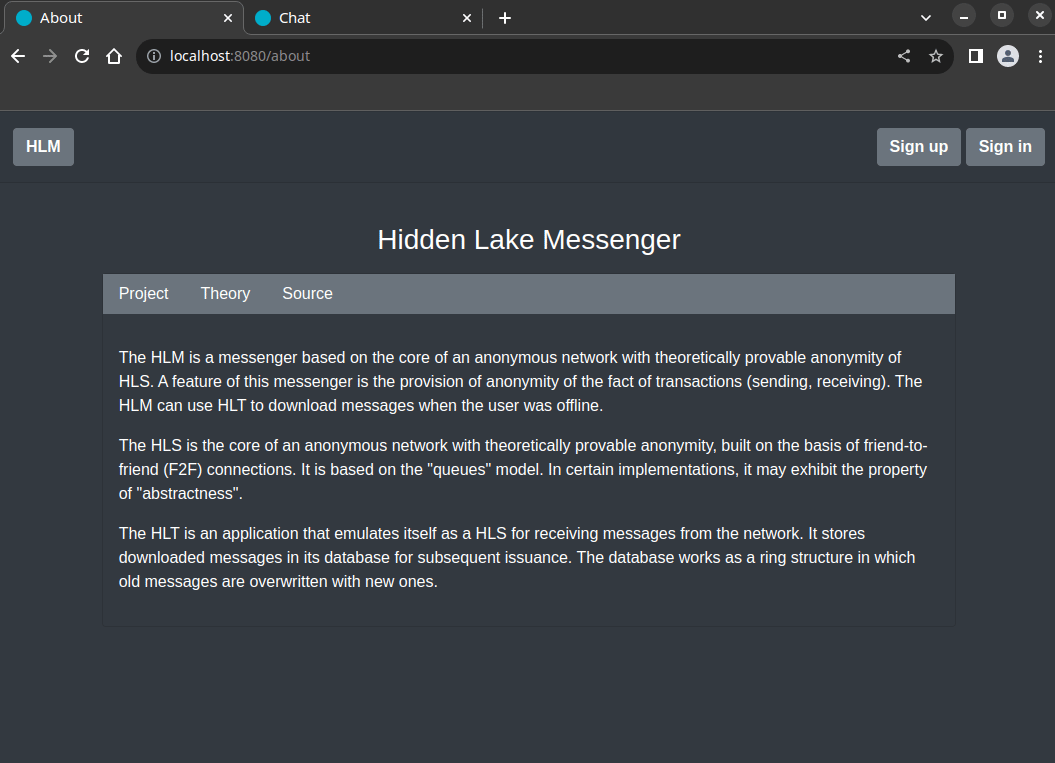 About
Chat
localhost:8080/about
HLM
Sign up
Sign in
Hidden Lake Messenger
Project
Theory
Source
The HLM is a messenger based on the core of an anonymous network with theoretically provable anonymity of
HLS. A feature of this messenger is the provision of anonymity of the fact of transactions (sending, receiving). The
HLM can use HLT to download messages when the user was offline.
The HLS is the core of an anonymous network with theoretically provable anonymity, built on the basis of friend-to-
friend (F2F) connections. It is based on the "queues" model. In certain implementations, it may exhibit the property
of "abstractness".
The HLT is an application that emulates itself as a HLS for receiving messages from the network. It stores
downloaded messages in its database for subsequent issuance. The database works as a ring structure in which
old messages are overwritten with new ones.